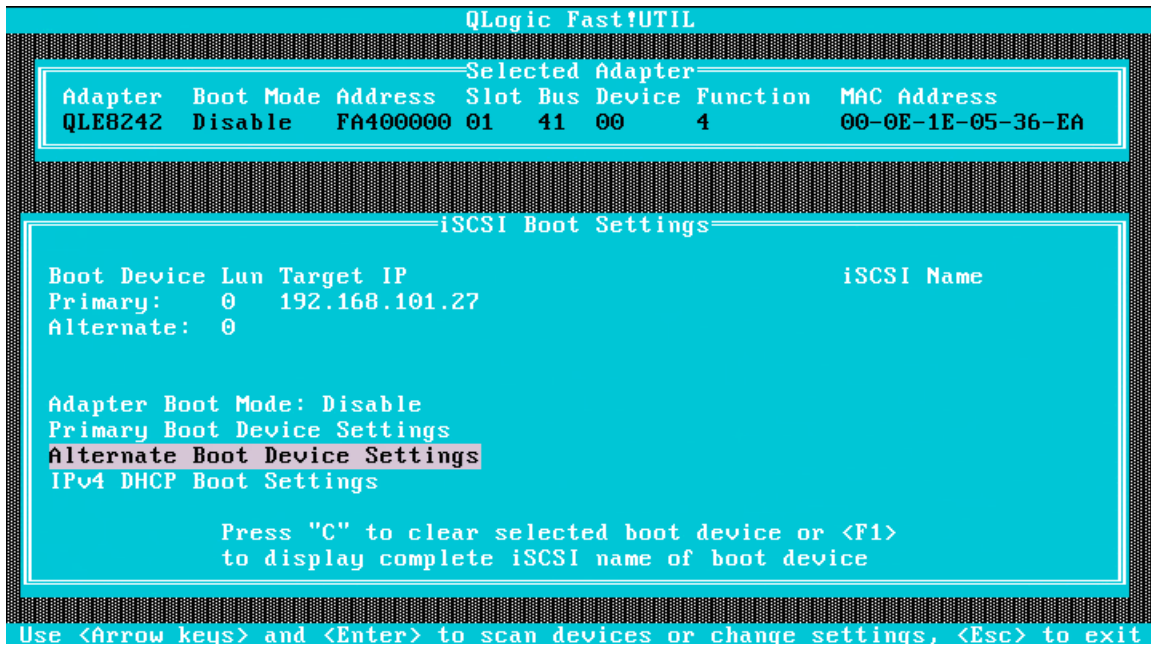 QLogic Fast!UTIL
Selected Adapter
Adapter Boot Mode Address Slot Bus Device Function MAC Address
QLE8242 Disable FA400000 01 41 00 4 00-0E-1E-05-36-EA
iSCSI Boot Settings
Boot Device Lun Target IP iSCSI Name
Primary: 0 192.168.101.27
Alternate: 0
Adapter Boot Mode: Disable
Primary Boot Device Settings
Alternate Boot Device Settings
IPv4 DHCP Boot Settings
Press "C" to clear selected boot device or <F1>
to display complete iSCSI name of boot device
Use <Arrow keys> and <Enter> to scan devices or change settings, <Esc> to exit